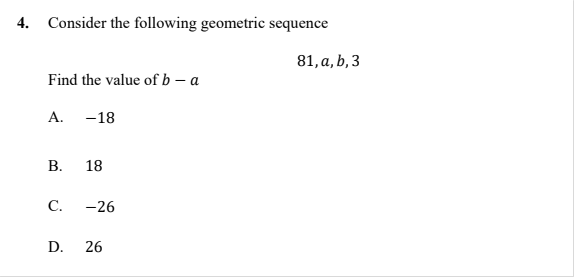 4. Consider the following geometric sequence
81, a, b, 3
Find the value of b − a
A. −18
B. 18
C. −26
D. 26